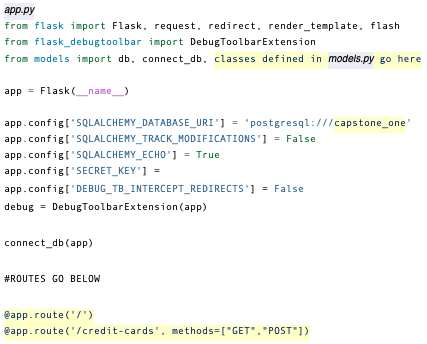 app.py
from flask import Flask, request, redirect, render_template, flash
from flask_debugtoolbar import DebugToolbarExtension
from models import db, connect_db, classes defined in models.py go here
app = Flask(__name__)
app.config['SQLALCHEMY_DATABASE_URI'] = 'postgresql:///capstone_one'
app.config['SQLALCHEMY_TRACK_MODIFICATIONS'] = False
app.config['SQLALCHEMY_ECHO'] = True
app.config['SECRET_KEY'] =
app.config['DEBUG_TB_INTERCEPT_REDIRECTS'] = False
debug = DebugToolbarExtension(app)
connect_db(app)
#ROUTES GO BELOW
@app.route('/')
@app.route('/credit-cards', methods=["GET","POST"])